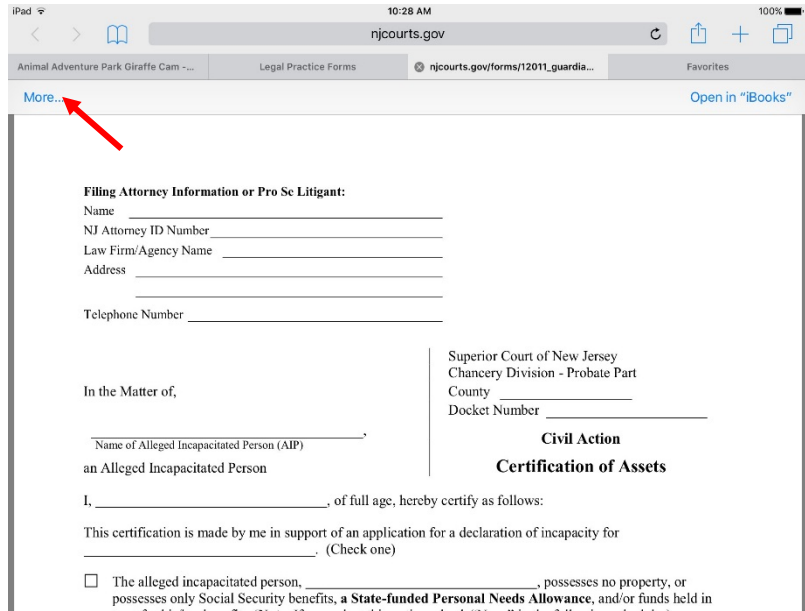 iPad 10:28 AM 100%
njcourts.gov
Animal Adventure Park Giraffe Cam -... Legal Practice Forms njcourts.gov/forms/12011_guardia... Favorites
More... Open in "iBooks"
Filing Attorney Information or Pro Se Litigant:
Name
NJ Attorney ID Number
Law Firm/Agency Name
Address
Telephone Number
In the Matter of,
,
Name of Alleged Incapacitated Person (AIP)
an Alleged Incapacitated Person
Superior Court of New Jersey
Chancery Division - Probate Part
County
Docket Number
Civil Action
Certification of Assets
I, , of full age, hereby certify as follows:
This certification is made by me in support of an application for a declaration of incapacity for
. (Check one)
The alleged incapacitated person, , possesses no property, or
possesses only Social Security benefits, a State-funded Personal Needs Allowance, and/or funds held in